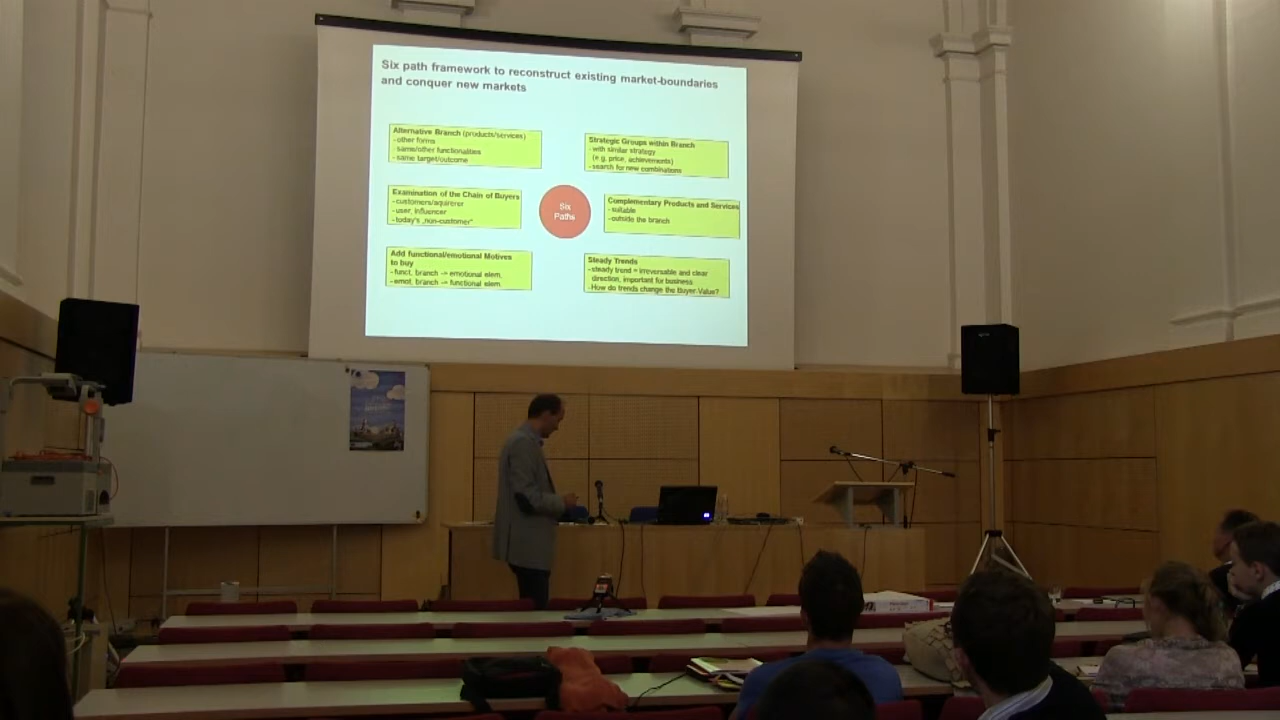 Six path framework to reconstruct existing market-boundaries
and conquer new markets
Alternative Branch (products/services)
- other forms
same/other functionalities
- same target/outcome
Strategic Groups within Branch
- with similar strategy
(e.g. price, achievements)
- search for new combinations
Examination of the Chain of Buyers
- customers/aquirerer
- user, influencer
- today's „non-customer"
Six
Paths
Complementary Products and Services
- suitable
- outside the branch
Add functional/emotional Motives
to buy
- funct. branch -> emotional elem.
- emot. branch -> functional elem.
Steady Trends
- steady trend = irreversable and clear
direction, important for business
- How do trends change the Buyer-Value?